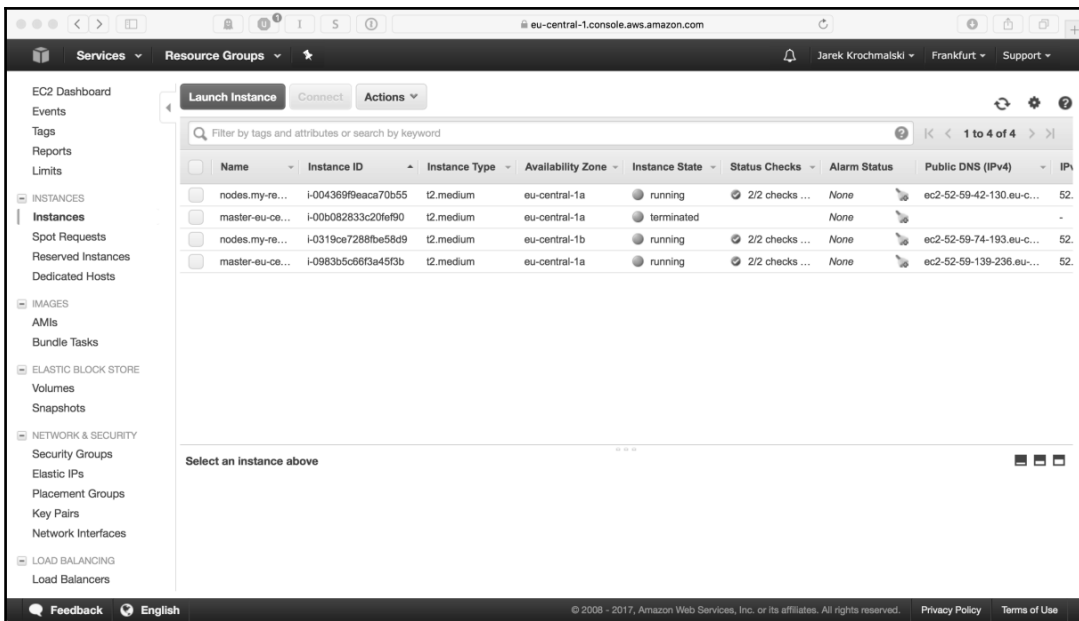 eu-central-1.console.aws.amazon.com
Services Resource Groups Jarek Krochmalski Frankfurt Support
EC2 Dashboard
Events
Tags
Reports
Limits
INSTANCES
Instances
Spot Requests
Reserved Instances
Dedicated Hosts
IMAGES
AMIs
Bundle Tasks
ELASTIC BLOCK STORE
Volumes
Snapshots
NETWORK & SECURITY
Security Groups
Elastic IPs
Placement Groups
Key Pairs
Network Interfaces
LOAD BALANCING
Load Balancers
Launch Instance Connect Actions
Filter by tags and attributes or search by keyword 1 to 4 of 4
Name Instance ID Instance Type Availability Zone Instance State Status Checks Alarm Status Public DNS (IPv4) IPv
nodes.my-re... i-004369f9eaca70b55 t2.medium eu-central-1a running 2/2 checks ... None ec2-52-59-42-130.eu-c... 52.
master-eu-ce... i-00b082833c20fef90 t2.medium eu-central-1a terminated None -
nodes.my-re... i-0319ce7288fbe58d9 t2.medium eu-central-1b running 2/2 checks ... None ec2-52-59-74-193.eu-c... 52.
master-eu-ce... i-0983b5c66f3a45f3b t2.medium eu-central-1a running 2/2 checks ... None ec2-52-59-139-236.eu-... 52.
Select an instance above
Feedback English © 2008 - 2017, Amazon Web Services, Inc. or its affiliates. All rights reserved. Privacy Policy Terms of Use